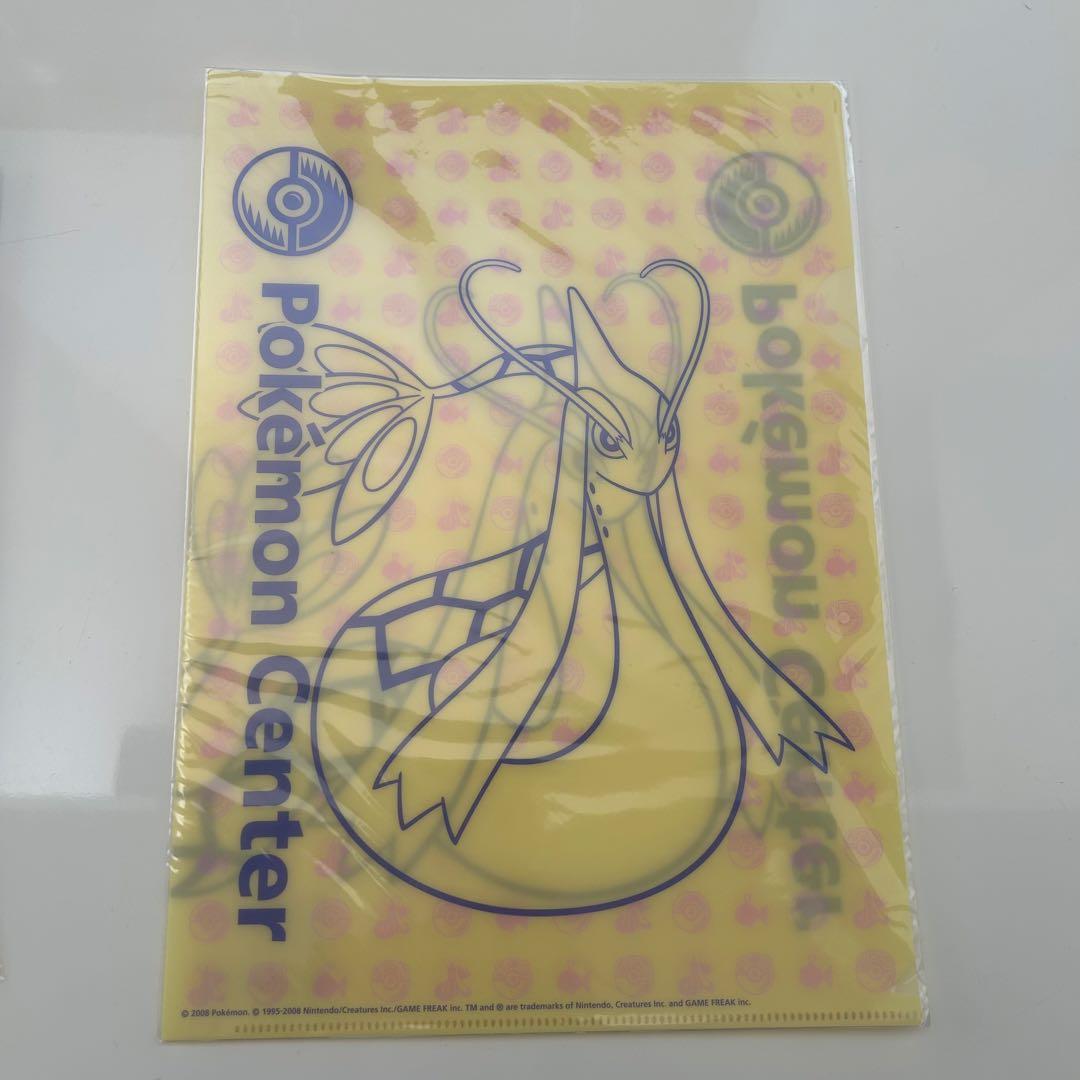 Pokémon Center
Pokémon Center
© 2008 Pokémon. © 1995-2008 Nintendo/Creatures Inc./GAME FREAK inc. TM and ® are trademarks of Nintendo, Creatures Inc. and GAME FREAK inc.